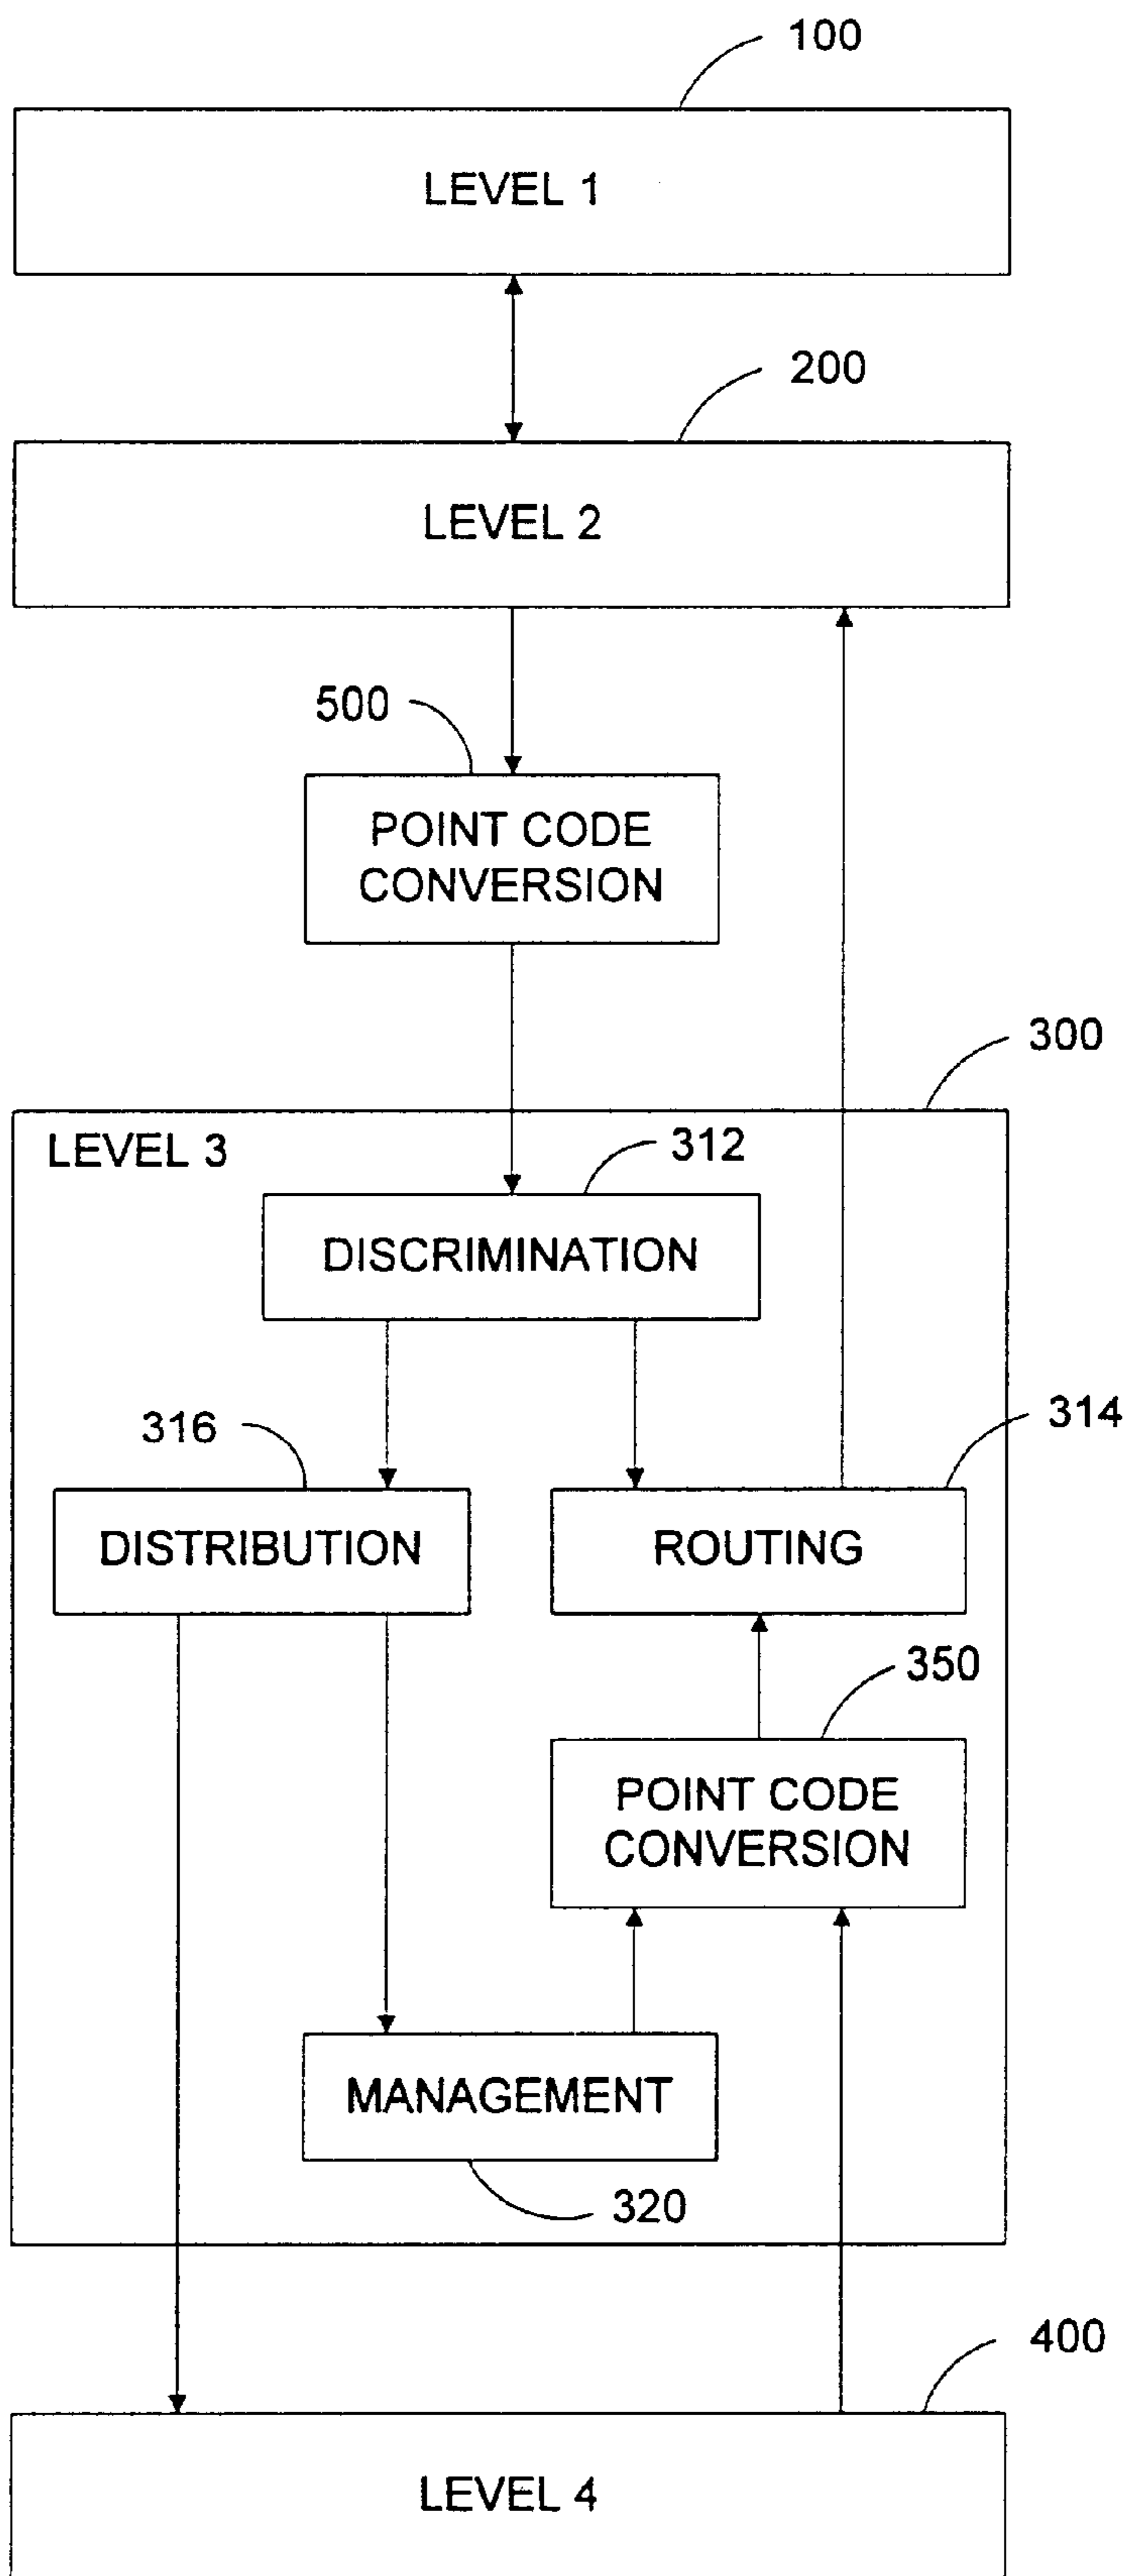 100
LEVEL 1
200
LEVEL 2
500
POINT CODE
CONVERSION
300
LEVEL 3
312
DISCRIMINATION
316
314
DISTRIBUTION
ROUTING
350
POINT CODE
CONVERSION
MANAGEMENT
320
400
LEVEL 4